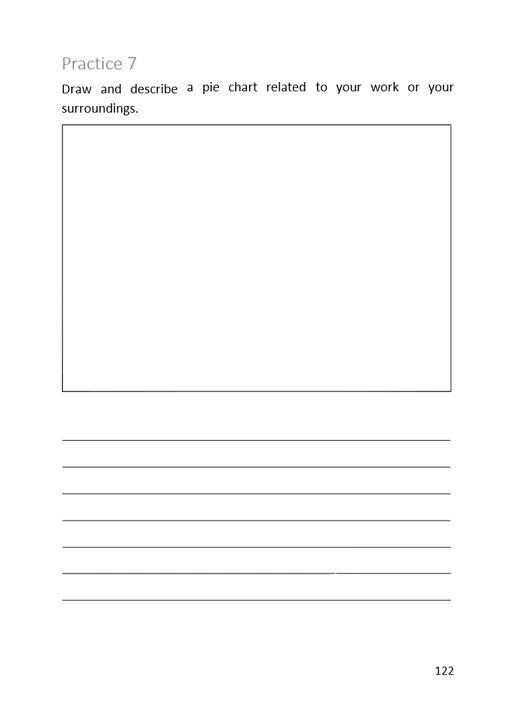 Practice 7
Draw and describe a pie chart related to your work or your
surroundings.
122